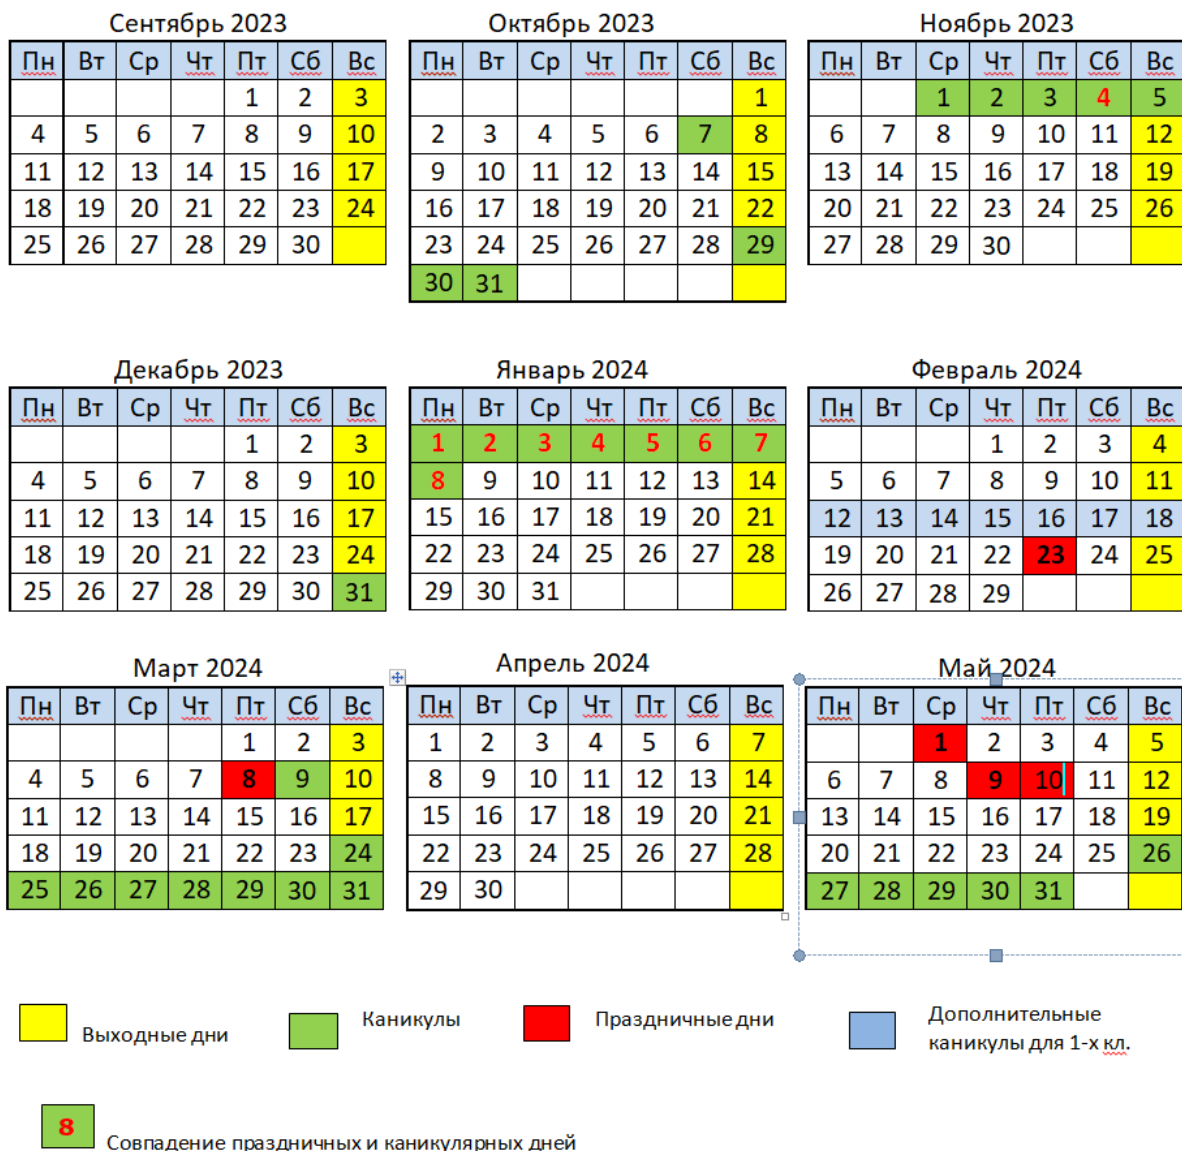 Сентябрь 2023
Пн Вт Ср Чт Пт Сб Вс
1 2 3
4 5 6 7 8 9 10
11 12 13 14 15 16 17
18 19 20 21 22 23 24
25 26 27 28 29 30
Октябрь 2023
Пн Вт Ср Чт Пт Сб Вс
1
2 3 4 5 6 7 8
9 10 11 12 13 14 15
16 17 18 19 20 21 22
23 24 25 26 27 28 29
30 31
Ноябрь 2023
Пн Вт Ср Чт Пт Сб Вс
1 2 3 4 5
6 7 8 9 10 11 12
13 14 15 16 17 18 19
20 21 22 23 24 25 26
27 28 29 30
Декабрь 2023
Пн Вт Ср Чт Пт Сб Вс
1 2 3
4 5 6 7 8 9 10
11 12 13 14 15 16 17
18 19 20 21 22 23 24
25 26 27 28 29 30 31
Январь 2024
Пн Вт Ср Чт Пт Сб Вс
1 2 3 4 5 6 7
8 9 10 11 12 13 14
15 16 17 18 19 20 21
22 23 24 25 26 27 28
29 30 31
Февраль 2024
Пн Вт Ср Чт Пт Сб Вс
1 2 3 4
5 6 7 8 9 10 11
12 13 14 15 16 17 18
19 20 21 22 23 24 25
26 27 28 29
Март 2024
Пн Вт Ср Чт Пт Сб Вс
1 2 3
4 5 6 7 8 9 10
11 12 13 14 15 16 17
18 19 20 21 22 23 24
25 26 27 28 29 30 31
Апрель 2024
Пн Вт Ср Чт Пт Сб Вс
1 2 3 4 5 6 7
8 9 10 11 12 13 14
15 16 17 18 19 20 21
22 23 24 25 26 27 28
29 30
Май 2024
Пн Вт Ср Чт Пт Сб Вс
1 2 3 4 5
6 7 8 9 10 11 12
13 14 15 16 17 18 19
20 21 22 23 24 25 26
27 28 29 30 31
Выходные дни
Каникулы
Праздничные дни
Дополнительные
каникулы для 1-х кл.
8
Совпадение праздничных и каникулярных дней